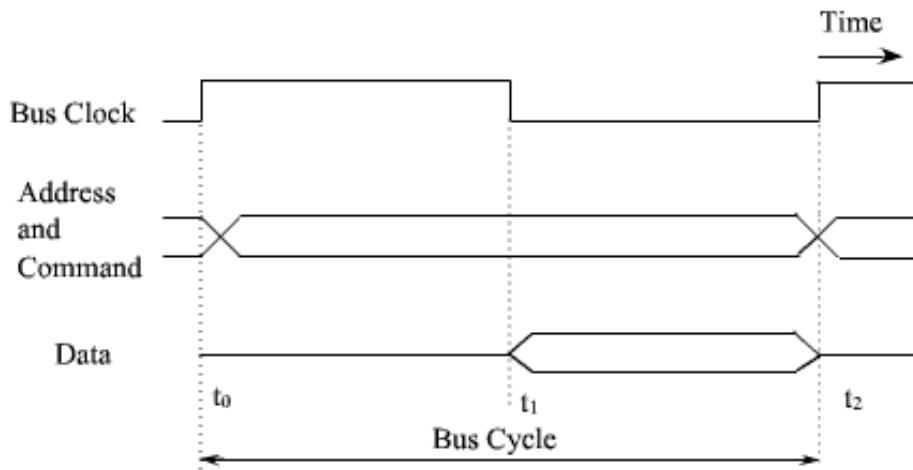 Time
Bus Clock
Address
and
Command
Data
t₀
t₁
t₂
Bus Cycle